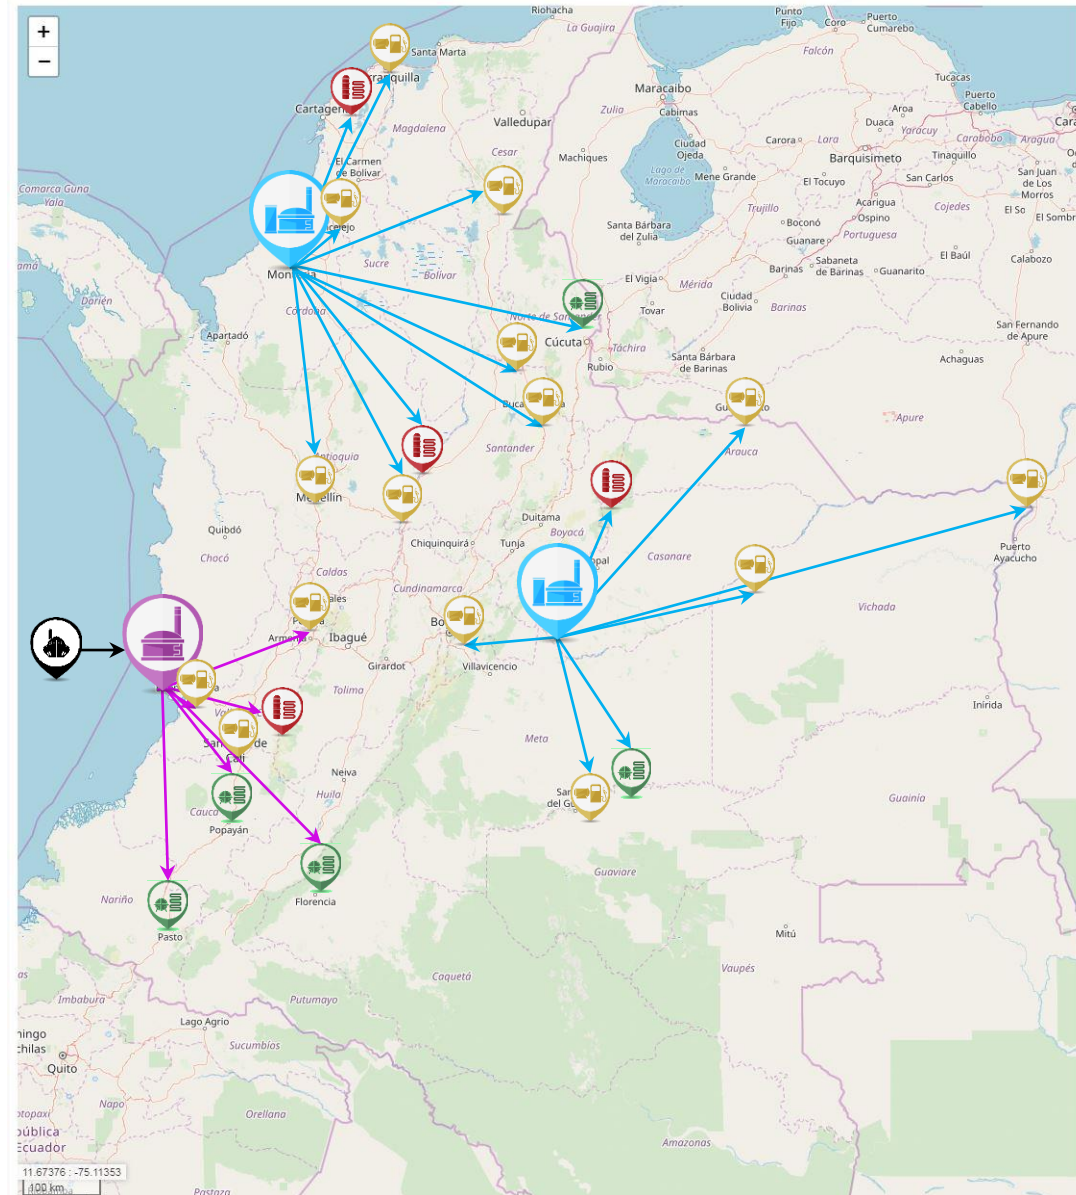 +
−
Riohacha
Punto
Fijo
Coro
Puerto
Cumarebo
La Guajira
Santa Marta
Falcón
Tucacas
Maracaibo
Puerto
Cabello
Cartagena
Cabimas
Aroa
Magdalena
Valledupar
Zulia
Duaca
Yaracuy
Carabobo
Aragua
Ciudad
Ojeda
Carora
Lara
Cesar
Machiques
Barquisimeto
Tinaquillo
El Carmen
de Bolívar
Lago de
Maracaibo
Mene Grande
El Tocuyo
San Carlos
San Juan
de Los
Morros
Comarca Guna
Yala
Trujillo
Acarigua
Cojedes
Ospino
El Sombr
Santa Bárbara
del Zulia
Boconó
Portuguesa
Guanare
Sucre
Bolívar
El Vigía
Mérida
Barinas
Sabaneta
de Barinas
Guanarito
El Baúl
Calabozo
Darién
Córdoba
Norte de Santander
Tovar
Ciudad
Bolivia
Barinas
San Fernando
de Apure
Apartadó
Cúcuta
Táchira
Rubio
Santa Bárbara
de Barinas
Achaguas
Apure
Santander
Arauca
Medellín
Quibdó
Duitama
Boyacá
Chiquinquirá
Tunja
Casanare
Puerto
Ayacucho
Chocó
Caldas
Cundinamarca
Vichada
Ibagué
Girardot
Villavicencio
Tolima
Inírida
Meta
Cali
Neiva
Huila
Cauca
Guainía
Popayán
Guaviare
Nariño
Florencia
Pasto
Mitú
Caquetá
Vaupés
Imbabura
Putumayo
Lago Agrio
Quito
Sucumbíos
Napo
Orellana
Ecuador
Amazonas
11.67376 : -75.11353
100 km
Pastaza